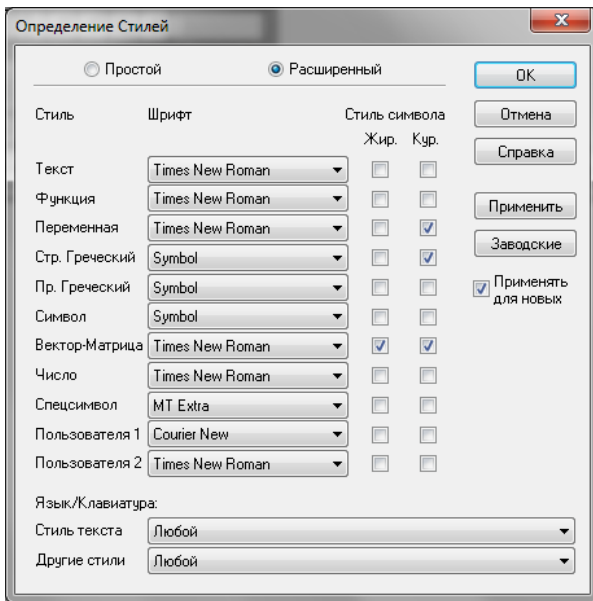 Определение Стилей
Простой Расширенный OK
Стиль Шрифт Стиль символа Отмена
Жир. Кур. Справка
Текст Times New Roman
Функция Times New Roman
Переменная Times New Roman Применить
Стр. Греческий Symbol Заводские
Пр. Греческий Symbol Применять
Символ Symbol для новых
Вектор-Матрица Times New Roman
Число Times New Roman
Спецсимвол MT Extra
Пользователя 1 Courier New
Пользователя 2 Times New Roman
Язык/Клавиатура:
Стиль текста Любой
Другие стили Любой